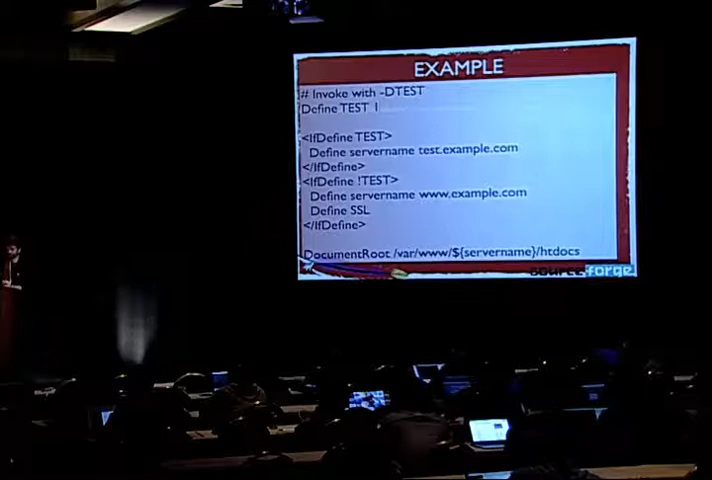 EXAMPLE
# Invoke with -DTEST
Define TEST 1
<IfDefine TEST>
Define servername test.example.com
</IfDefine>
<IfDefine !TEST>
Define servername www.example.com
Define SSL
</IfDefine>
DocumentRoot /var/www/${servername}/htdocs
sourceforge